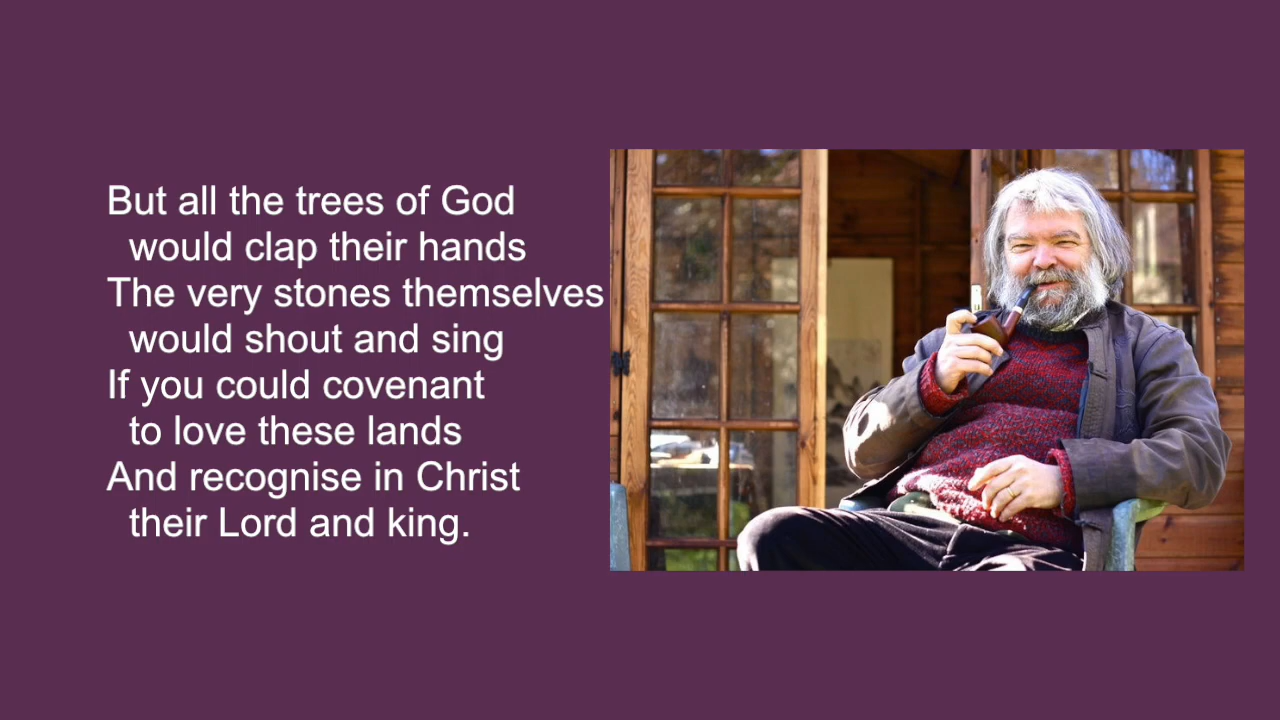 But all the trees of God
would clap their hands
The very stones themselves
would shout and sing
If you could covenant
to love these lands
And recognise in Christ
their Lord and king.